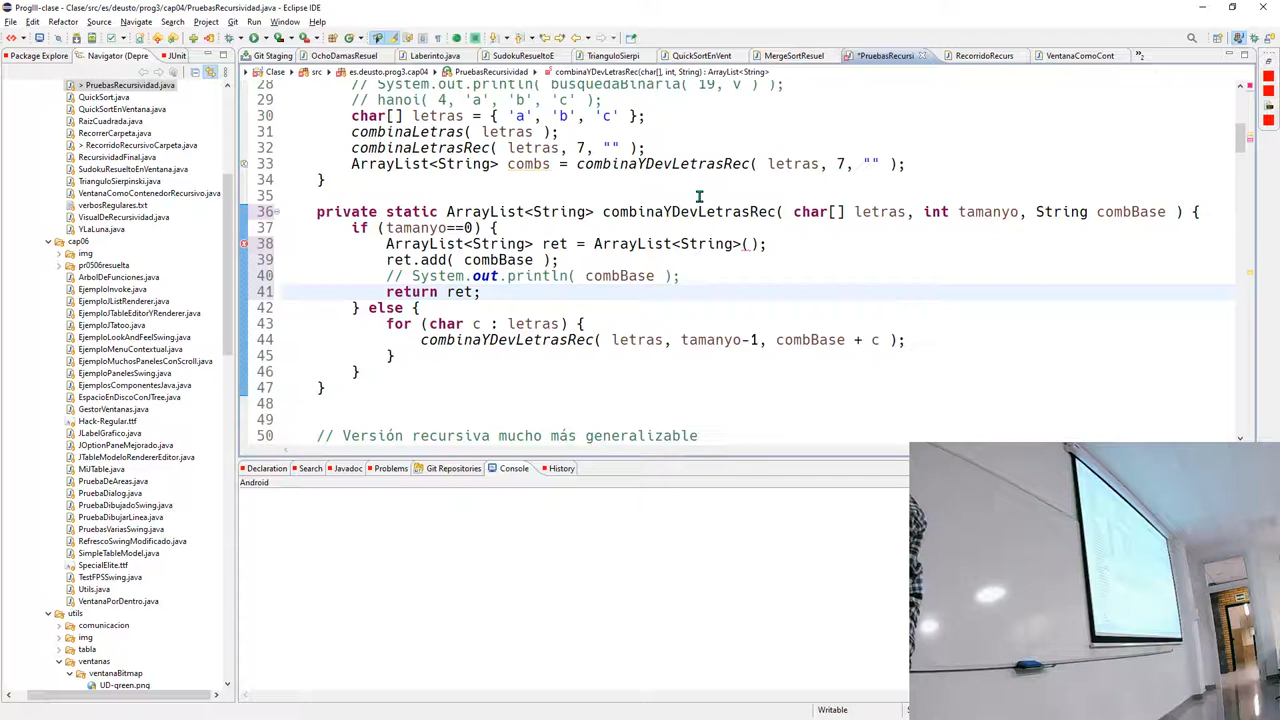 ProgIII-clase - Clase/src/es/deusto/prog3/cap04/PruebasRecursividad.java - Eclipse IDE
File Edit Refactor Source Navigate Search Project Git Run Window Help
Package Explore Navigator (Depre JUnit
Git Staging OchoDamasResuel Laberinto.java SudokuResueltoE TrianguloSierpi QuickSortEnVent MergeSortResuel *PruebasRecursi RecorridoRecurs VentanaComoCont »2
Clase src es.deusto.prog3.cap04 PruebasRecursividad combinaYDevLetrasRec(char[], int, String) : ArrayList<String>
> PruebasRecursividad.java
QuickSort.java
QuickSortEnVentana.java
RaizCuadrada.java
RecorrerCarpeta.java
> RecorridoRecursivoCarpeta.java
RecursividadFinal.java
SudokuResueltoEnVentana.java
TrianguloSierpinski.java
VentanaComoContenedorRecursivo.java
verbosRegulares.txt
VisualDeRecursividad.java
YLaLuna.java
cap06
img
pr0506resuelta
ArbolDeFunciones.java
EjemploImagenes.java
EjemploJListRenderer.java
EjemploJTableEditorYRenderer.java
EjemploJTatoo.java
EjemploLookAndFeelSwing.java
EjemploMenuContextual.java
EjemploMuchosPanelesConScroll.java
EjemploPanelesSwing.java
EjemplosComponentesJava.java
EspacioEnDiscoConJTree.java
GestorVentanas.java
Hack-Regular.ttf
JLabelGrafico.java
JOptionPaneMejorado.java
JTableModeloRendererEditor.java
MiJTable.java
PruebaDeAreas.java
PruebaDialog.java
PruebaDibujadoSwing.java
PruebaDibujarLinea.java
PruebasVariasSwing.java
RefrescoSwingModificado.java
SimpleTableModel.java
SpecialElite.ttf
TestFPSSwing.java
Utils.java
VentanaPorDentro.java
utils
comunicacion
img
tabla
ventanas
ventanaBitmap
UD-green.png
28 // System.out.println( busquedaBinaria( 19, v ) );
29 // hanoi( 4, 'a', 'b', 'c' );
30 char[] letras = { 'a', 'b', 'c' };
31 combinaLetras( letras );
32 combinaLetrasRec( letras, 7, "" );
33 ArrayList<String> combs = combinaYDevLetrasRec( letras, 7, "" );
34 }
35
36 private static ArrayList<String> combinaYDevLetrasRec( char[] letras, int tamanyo, String combBase ) {
37 if (tamanyo==0) {
38 ArrayList<String> ret = ArrayList<String>();
39 ret.add( combBase );
40 // System.out.println( combBase );
41 return ret;
42 } else {
43 for (char c : letras) {
44 combinaYDevLetrasRec( letras, tamanyo-1, combBase + c );
45 }
46 }
47 }
48
49
50 // Versión recursiva mucho más generalizable
Declaration Search Javadoc Problems Git Repositories Console History
Android
Writable